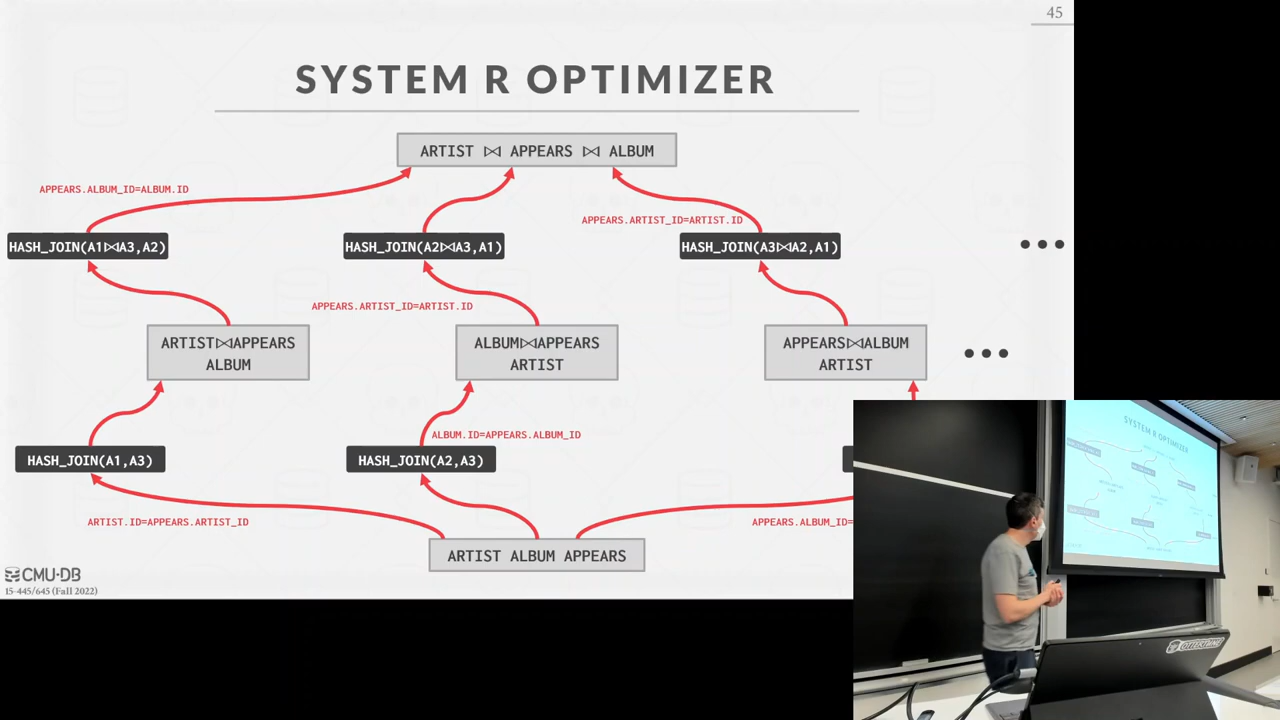 45
SYSTEM R OPTIMIZER
ARTIST ⋈ APPEARS ⋈ ALBUM
APPEARS.ALBUM_ID=ALBUM.ID
APPEARS.ARTIST_ID=ARTIST.ID
HASH_JOIN(A1⋈A3,A2)
HASH_JOIN(A2⋈A3,A1)
HASH_JOIN(A3⋈A2,A1)
•••
APPEARS.ARTIST_ID=ARTIST.ID
ARTIST⋈APPEARS
ALBUM
ALBUM⋈APPEARS
ARTIST
APPEARS⋈ALBUM
ARTIST
•••
ALBUM.ID=APPEARS.ALBUM_ID
HASH_JOIN(A1,A3)
HASH_JOIN(A2,A3)
ARTIST.ID=APPEARS.ARTIST_ID
APPEARS.ALBUM_ID=
ARTIST ALBUM APPEARS
CMU·DB
15-445/645 (Fall 2022)
SYSTEM R OPTIMIZER
OTTERTUNE